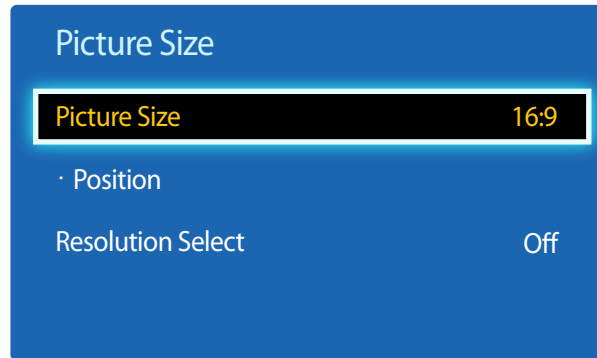 Picture Size
Picture Size 16:9
· Position
Resolution Select Off